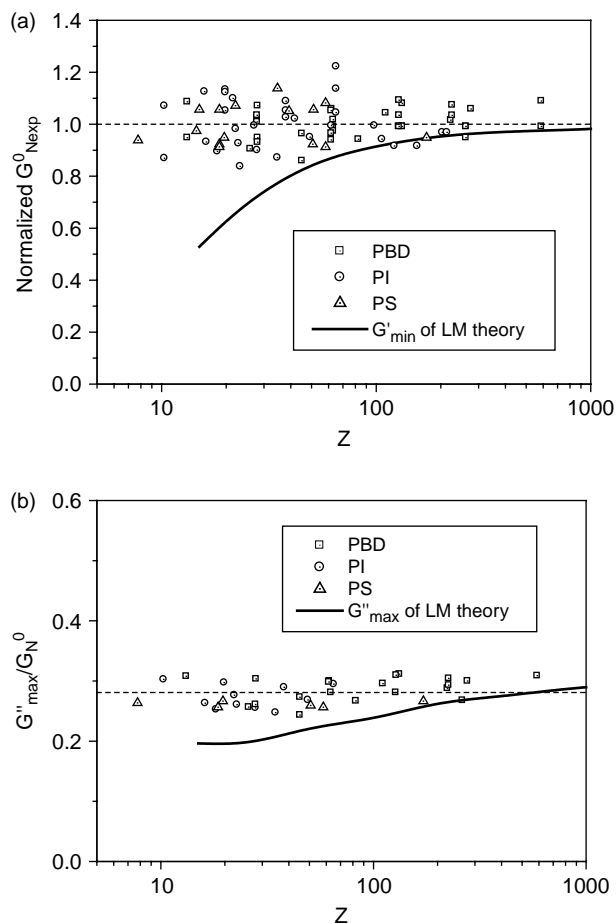 (a)
1.4
1.2
1.0
0.8
0.6
0.4
0.2
0.0
Normalized G⁰Nexp
PBD
PI
PS
G'min of LM theory
10
100
1000
Z
(b)
0.6
0.4
0.2
0.0
G''max/GN⁰
PBD
PI
PS
G''max of LM theory
10
100
1000
Z